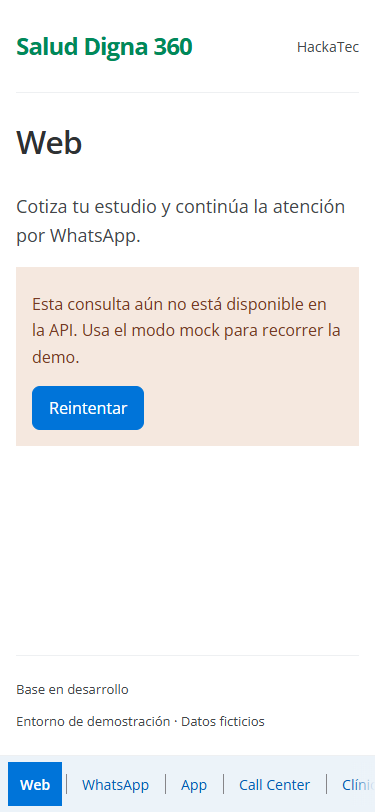 Salud Digna 360
HackaTec
Web
Cotiza tu estudio y continúa la atención
por WhatsApp.
Esta consulta aún no está disponible en
la API. Usa el modo mock para recorrer la
demo.
Reintentar
Base en desarrollo
Entorno de demostración · Datos ficticios
Web
WhatsApp
App
Call Center
Clínic